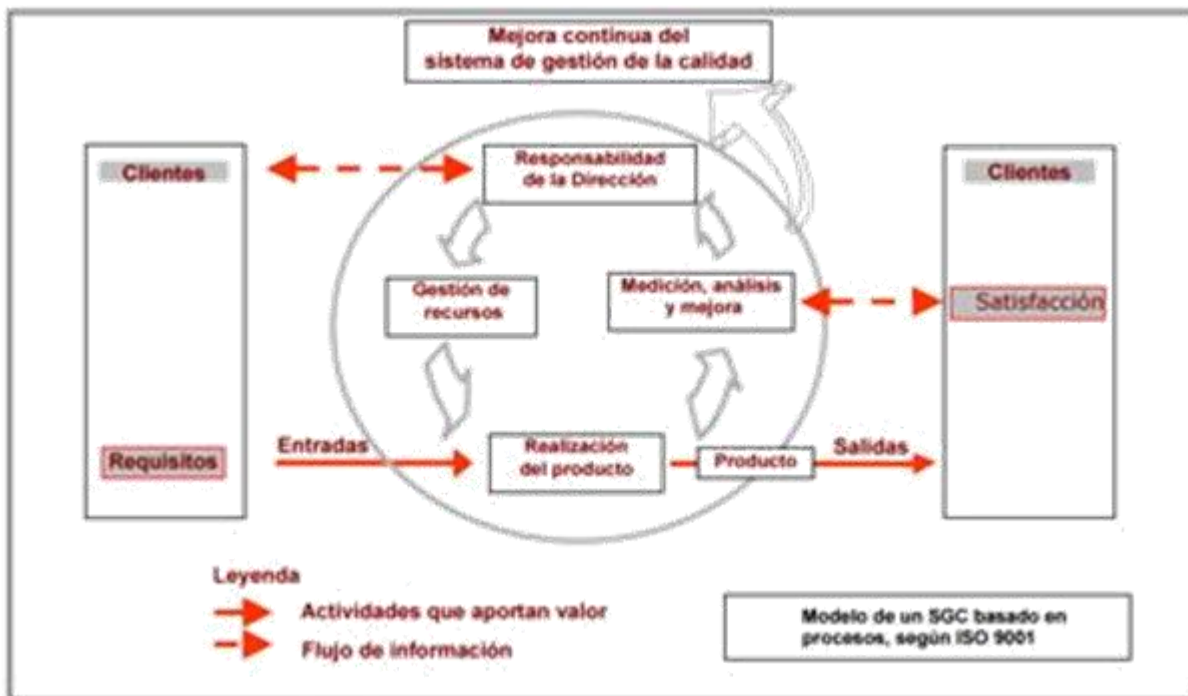 Mejora continua del
sistema de gestión de la calidad
Clientes
Responsabilidad
de la Dirección
Clientes
Gestión de
recursos
Medición, análisis
y mejora
Satisfacción
Requisitos
Entradas
Realización
del producto
Producto
Salidas
Leyenda
Actividades que aportan valor
Flujo de información
Modelo de un SGC basado en
procesos, según ISO 9001